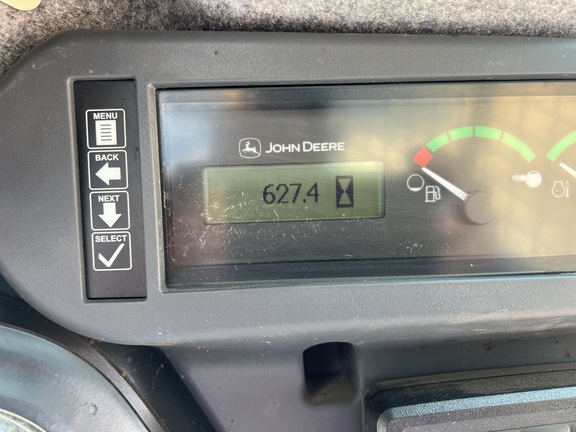 MENU
BACK
NEXT
SELECT
JOHN DEERE
627.4